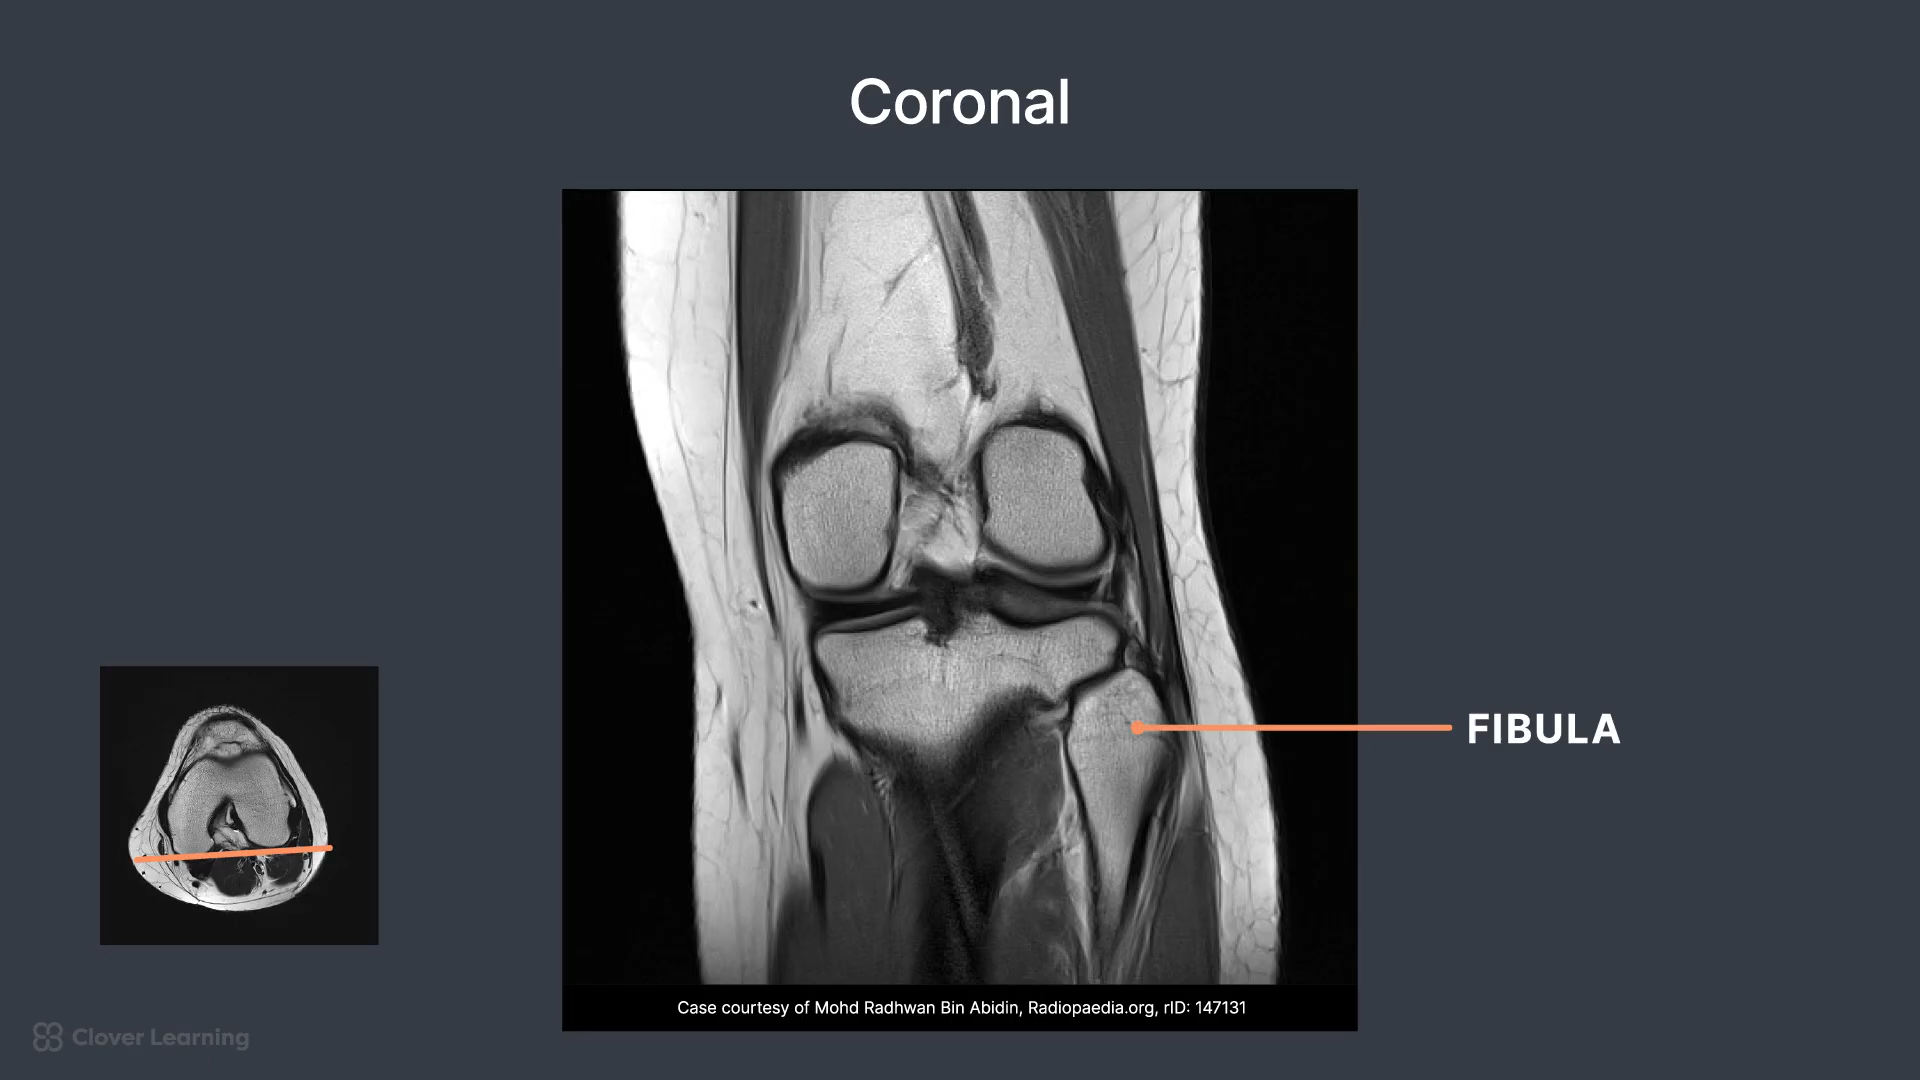 Coronal
FIBULA
Case courtesy of Mohd Radhwan Bin Abidin, Radiopaedia.org, rID: 147131
Clover Learning